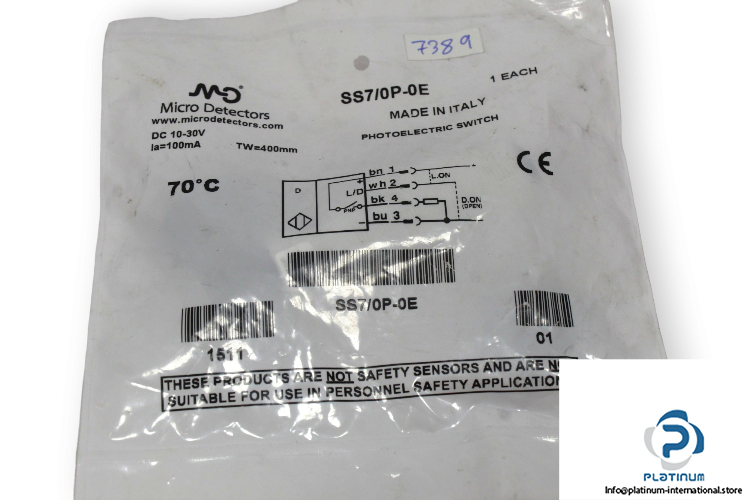 7389
MD
Micro Detectors
www.microdetectors.com
DC 10-30V
Ia=100mA TW=400mm
70°C
SS7/0P-0E
1 EACH
MADE IN ITALY
PHOTOELECTRIC SWITCH
CE
D
+
L/D
PNP
-
bn 1
wh 2
bk 4
bu 3
+
L.ON
D.ON
(OPEN)
-
SS7/0P-0E
1511
01
THESE PRODUCTS ARE NOT SAFETY SENSORS AND ARE
SUITABLE FOR USE IN PERSONNEL SAFETY
PLATINUM
Info@platinum-international.store